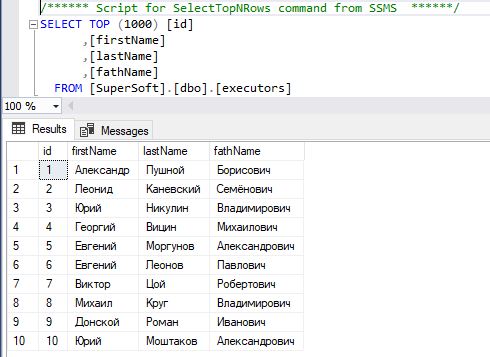 /****** Script for SelectTopNRows command from SSMS  ******/
SELECT TOP (1000) [id]
,[firstName]
,[lastName]
,[fathName]
FROM [SuperSoft].[dbo].[executors]
100 %
Results Messages
id firstName lastName fathName
1 1 Александр Пушной Борисович
2 2 Леонид Каневский Семёнович
3 3 Юрий Никулин Владимирович
4 4 Георгий Вицин Михаилович
5 5 Евгений Моргунов Александрович
6 6 Евгений Леонов Павлович
7 7 Виктор Цой Робертович
8 8 Михаил Круг Владимирович
9 9 Донской Роман Иванович
10 10 Юрий Моштаков Александрович